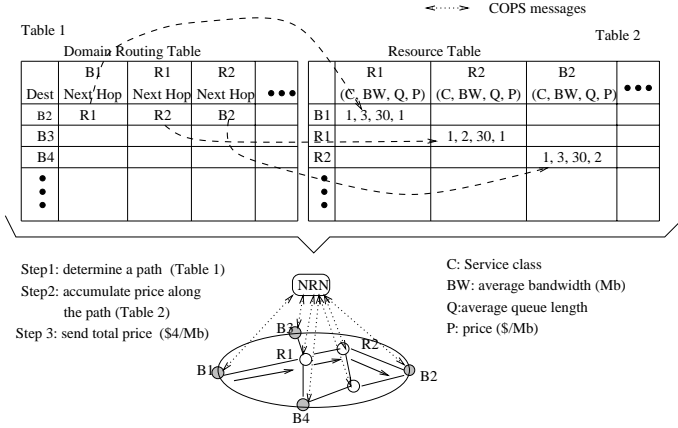 COPS messages
Table 1
Table 2
Domain Routing Table
Resource Table
B1 R1 R2
Dest Next Hop Next Hop Next Hop
B2 R1 R2 B2
B3
B4
R1 R2 B2
(C, BW, Q, P) (C, BW, Q, P) (C, BW, Q, P)
B1 1, 3, 30, 1
R1 1, 2, 30, 1
R2 1, 3, 30, 2
Step1: determine a path (Table 1)
Step2: accumulate price along
the path (Table 2)
Step 3: send total price ($4/Mb)
C: Service class
BW: average bandwidth (Mb)
Q:average queue length
P: price ($/Mb)
NRN
B3
R1
R2
B1
B2
B4